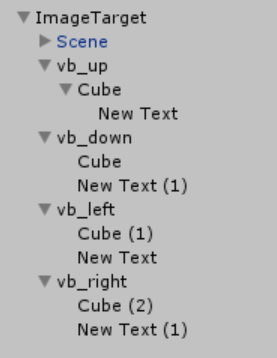 ImageTarget
Scene
vb_up
Cube
New Text
vb_down
Cube
New Text (1)
vb_left
Cube (1)
New Text
vb_right
Cube (2)
New Text (1)